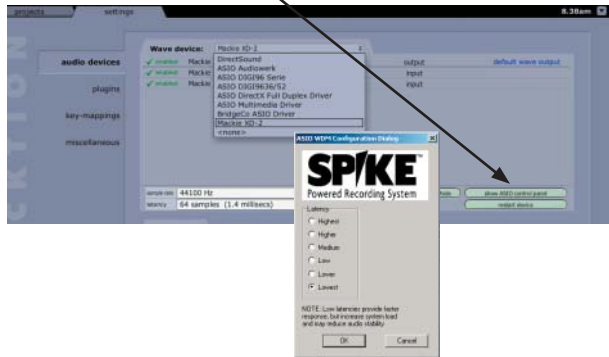 projects settings 8.38am
Wave device: Mackie XD-2
audio devices
enabled Mackie
enabled Mackie
enabled Mackie
DirectSound
ASIO Audiowerk
ASIO DIGI96 Serie
ASIO DIGI9636/52
ASIO DirectX Full Duplex Driver
ASIO Multimedia Driver
BridgeCo ASIO Driver
Mackie XD-2
<none>
output default wave output
input
input
plugins
key-mappings
miscellaneous
CKTION
sample rate 44100 Hz
latency 64 samples (1.4 millisecs)
show ASIO control panel
restart device
ASIO WDM Configuration Dialog
SPIKE
Powered Recording System
Latency
Highest
Higher
Medium
Low
Lower
Lowest
NOTE: Low latencies provide faster
response, but increase system load
and may reduce audio stability
OK Cancel